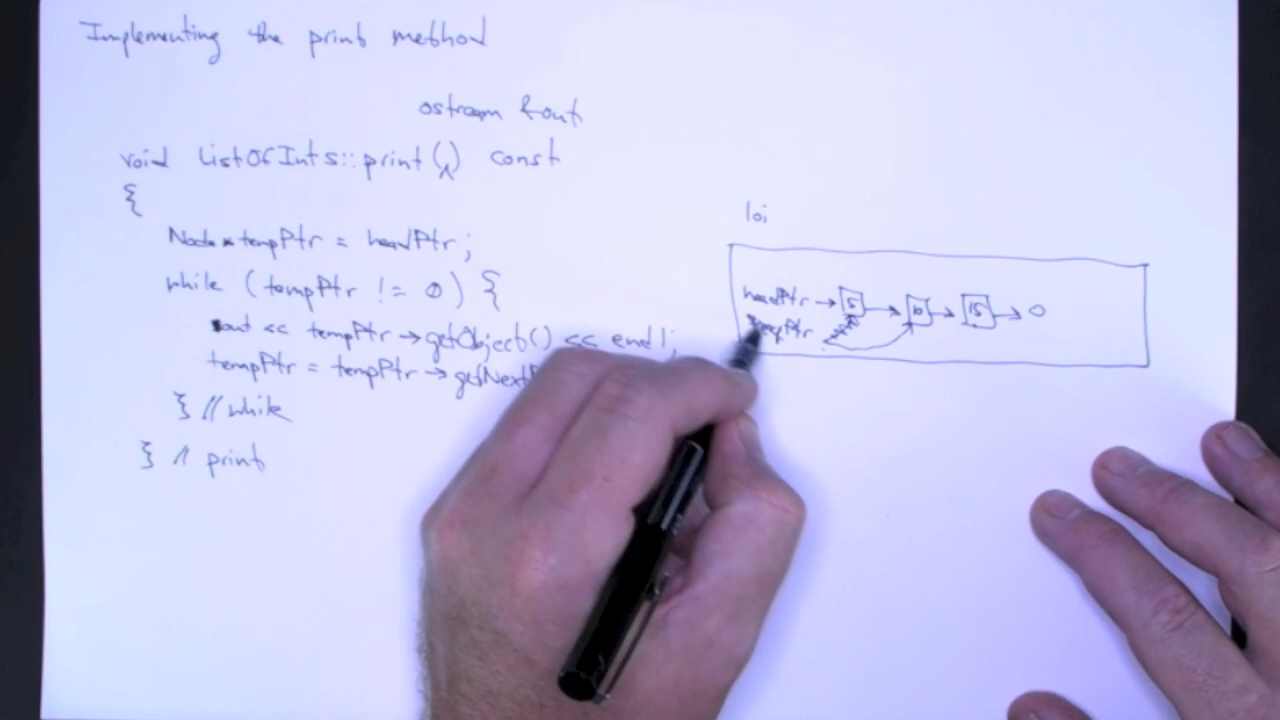 Implementing the print method
ostream &out
void ListOfInts::print() const
{
Node * tempPtr = headPtr;
while (tempPtr != 0) {
out << tempPtr → getObject() << endl;
tempPtr = tempPtr → getNext
} // while
} // print
loi
headPtr → 5 → 10 → 15 → 0